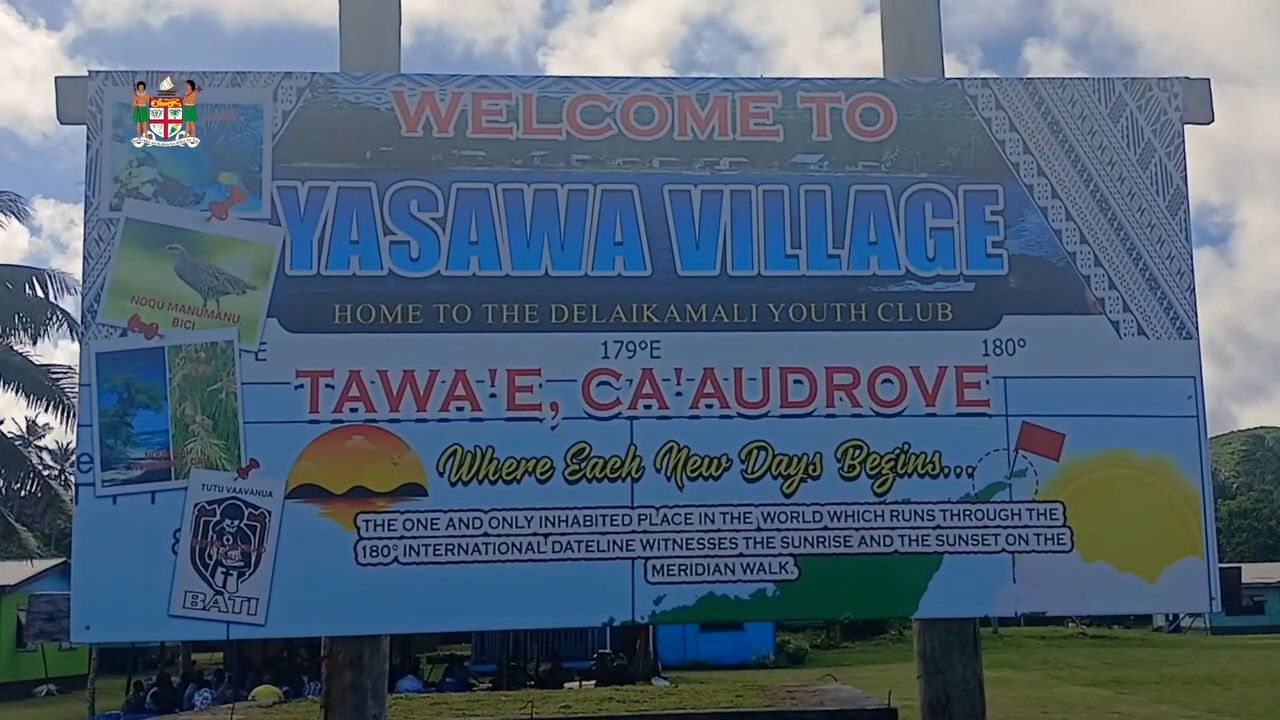 WELCOME TO
YASAWA VILLAGE
HOME TO THE DELAIKAMALI YOUTH CLUB
NOQU MANUMANU:
BICI
E
179°E
180°
TAWA'E, CA'AUDROVE
Where Each New Days Begins...
THE ONE AND ONLY INHABITED PLACE IN THE WORLD WHICH RUNS THROUGH THE
180° INTERNATIONAL DATELINE WITNESSES THE SUNRISE AND THE SUNSET ON THE
MERIDIAN WALK.
TUTU VAAVANUA
BATI